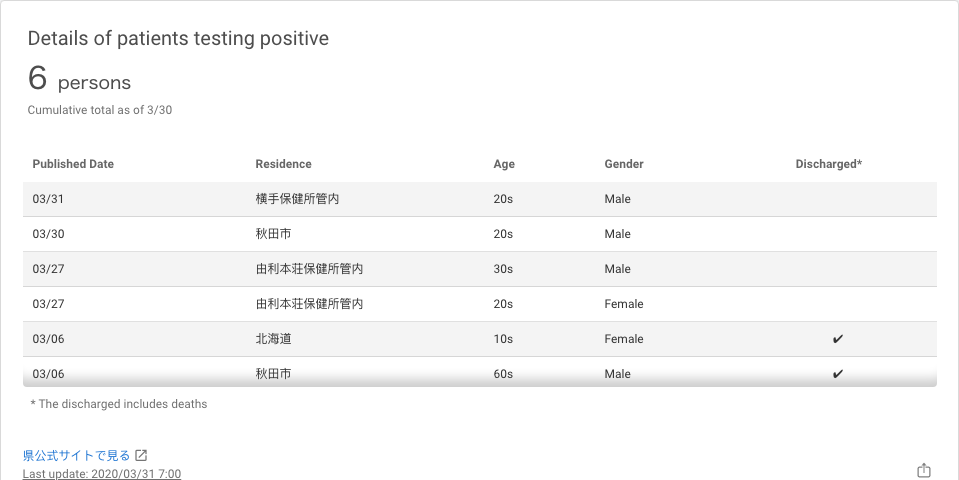 Details of patients testing positive
6 persons
Cumulative total as of 3/30
Published Date Residence Age Gender Discharged*
03/31 横手保健所管内 20s Male
03/30 秋田市 20s Male
03/27 由利本荘保健所管内 30s Male
03/27 由利本荘保健所管内 20s Female
03/06 北海道 10s Female ✔
03/06 秋田市 60s Male ✔
* The discharged includes deaths
県公式サイトで見る
Last update: 2020/03/31 7:00